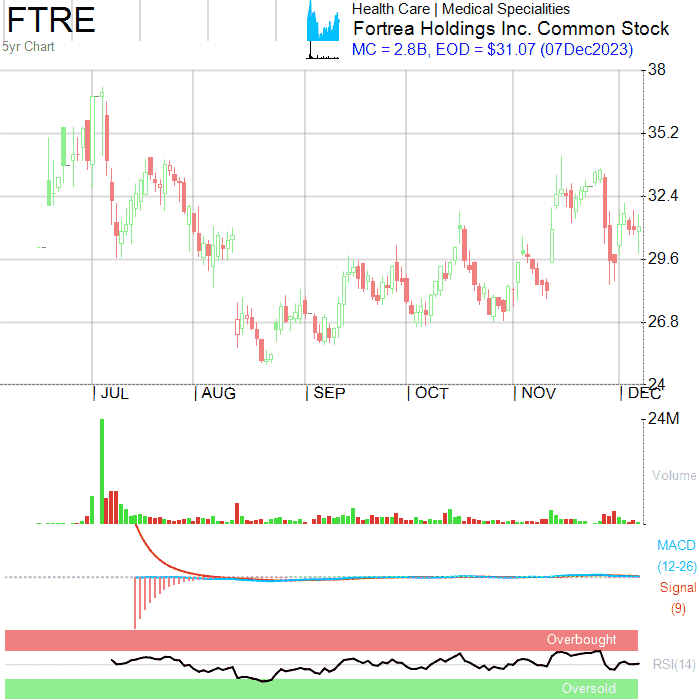 FTRE
5yr Chart
Health Care | Medical Specialities
Fortrea Holdings Inc. Common Stock
MC = 2.8B, EOD = $31.07 (07Dec2023)
38
35.2
32.4
29.6
26.8
24
JUL AUG SEP OCT NOV DEC
24M
Volume
MACD
(12-26)
Signal
(9)
Overbought
RSI(14)
Oversold